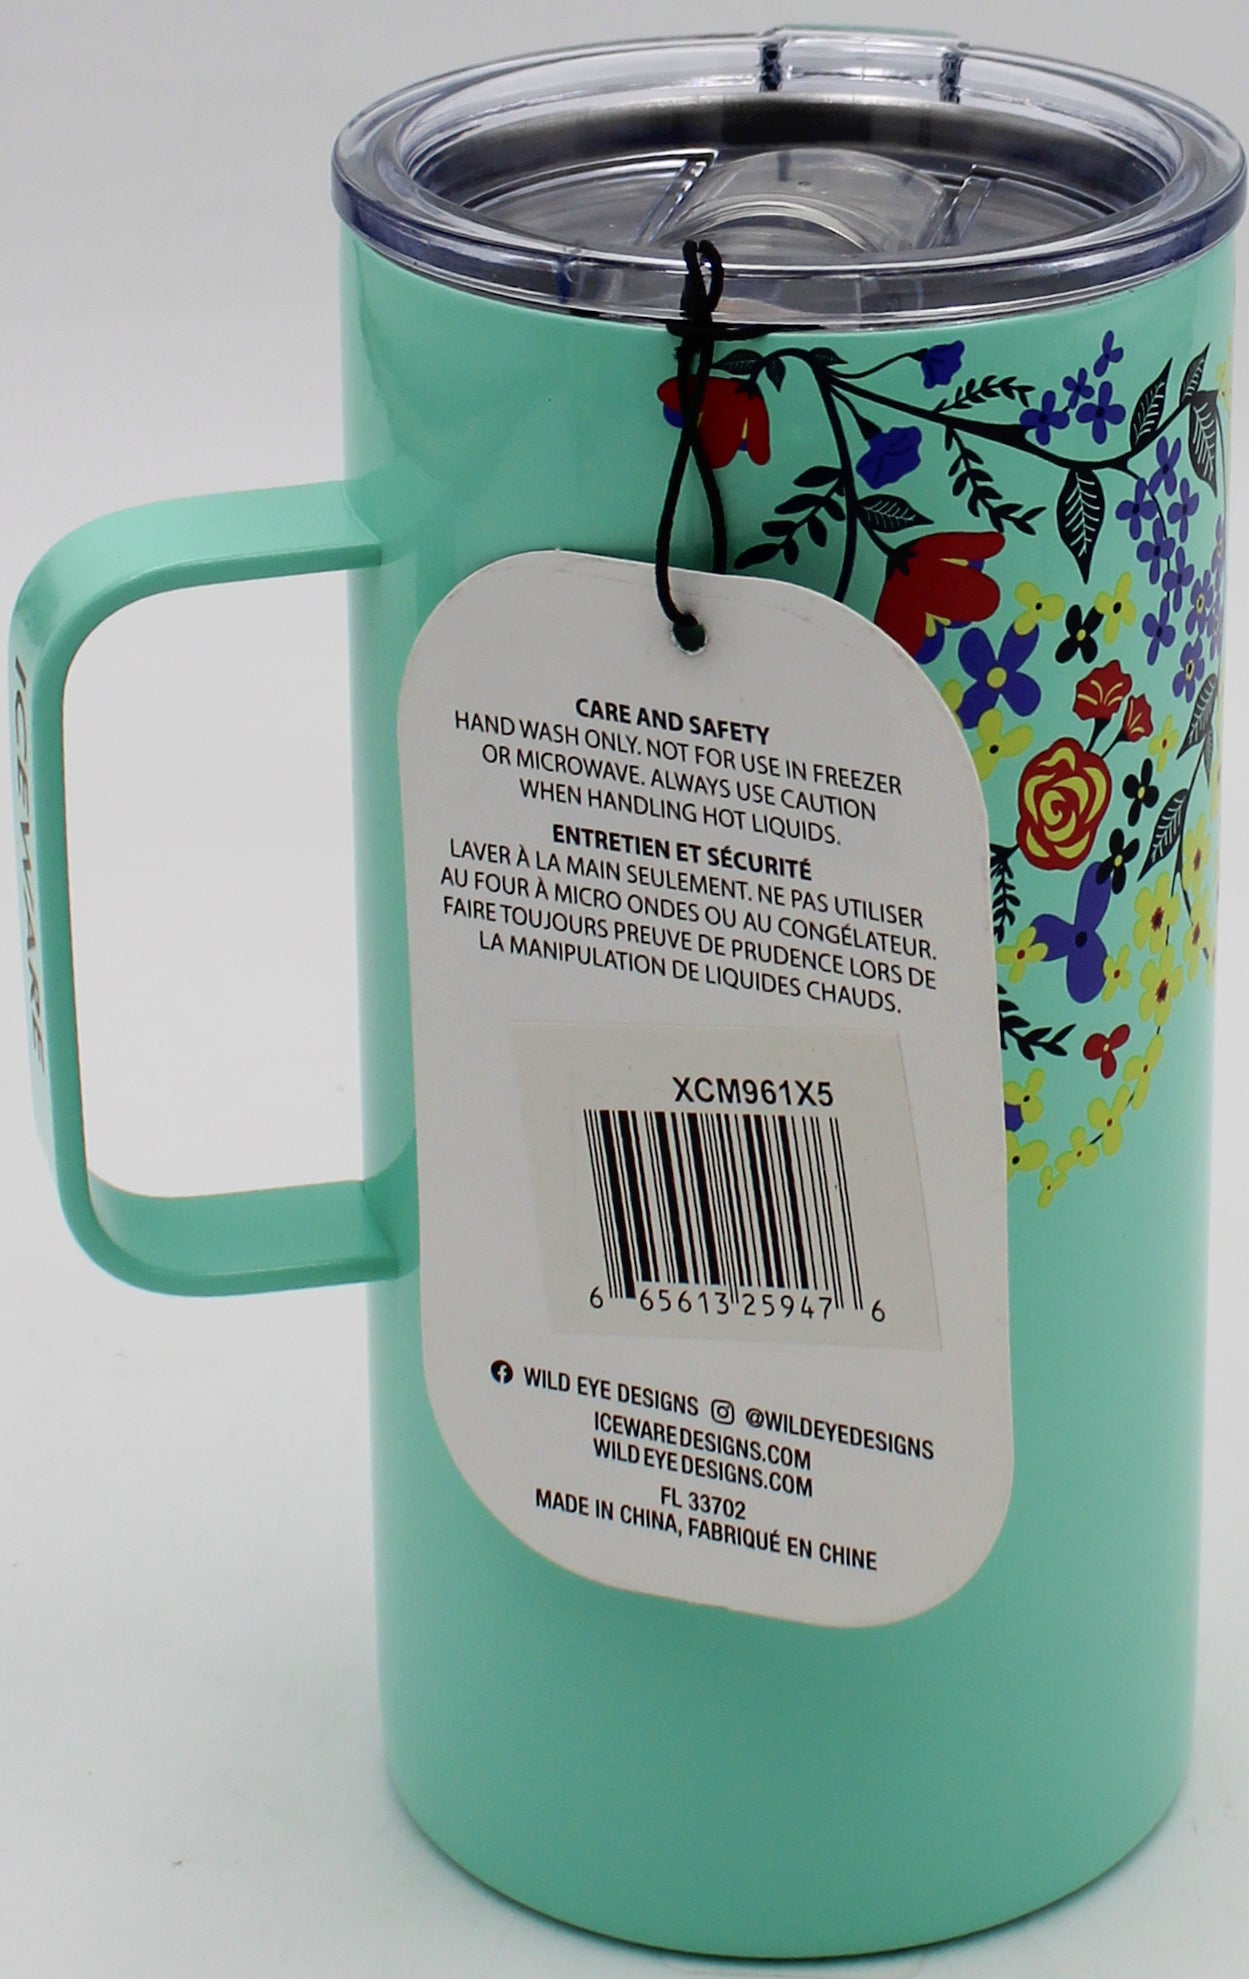 ICEWARE
CARE AND SAFETY
HAND WASH ONLY. NOT FOR USE IN FREEZER
OR MICROWAVE. ALWAYS USE CAUTION
WHEN HANDLING HOT LIQUIDS.
ENTRETIEN ET SÉCURITÉ
LAVER À LA MAIN SEULEMENT. NE PAS UTILISER
AU FOUR À MICRO ONDES OU AU CONGÉLATEUR.
FAIRE TOUJOURS PREUVE DE PRUDENCE LORS DE
LA MANIPULATION DE LIQUIDES CHAUDS.
XCM961X5
6 65613 25947 6
WILD EYE DESIGNS @WILDEYEDESIGNS
ICEWAREDESIGNS.COM
WILDEYEDESIGNS.COM
FL 33702
MADE IN CHINA, FABRIQUÉ EN CHINE